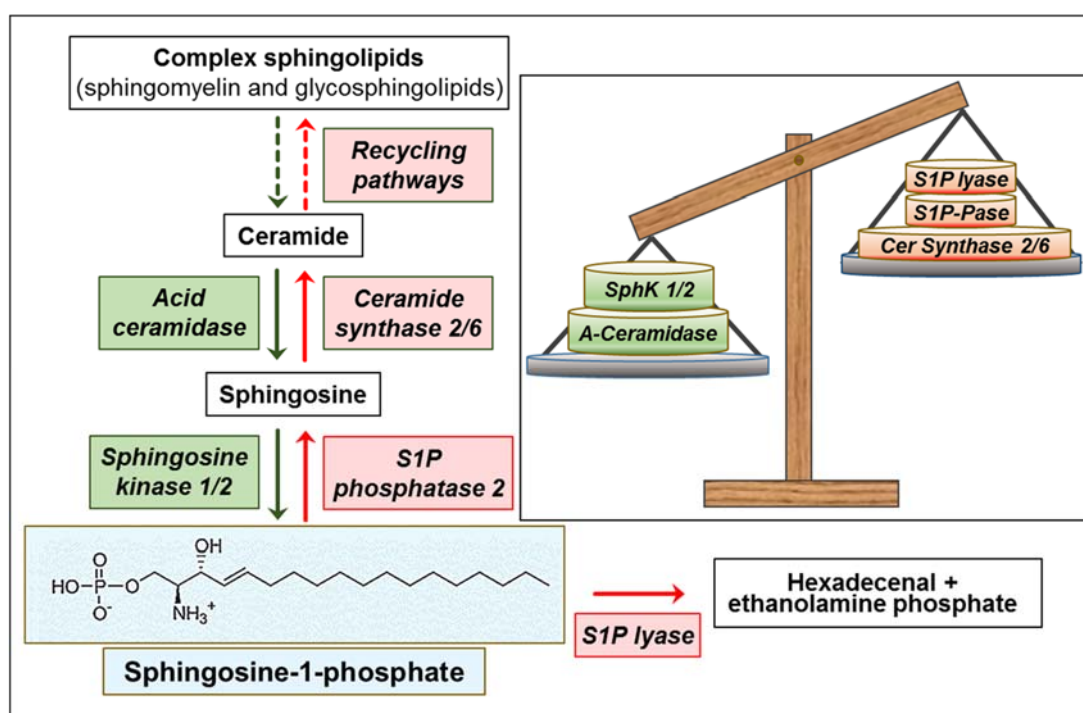 Complex sphingolipids
(sphingomyelin and glycosphingolipids)
Recycling
pathways
Ceramide
Acid
ceramidase
Ceramide
synthase 2/6
Sphingosine
Sphingosine
kinase 1/2
S1P
phosphatase 2
O
HO
P
O
O-
OH
NH3+
Sphingosine-1-phosphate
S1P lyase
Hexadecenal +
ethanolamine phosphate
SphK 1/2
A-Ceramidase
S1P lyase
S1P-Pase
Cer Synthase 2/6